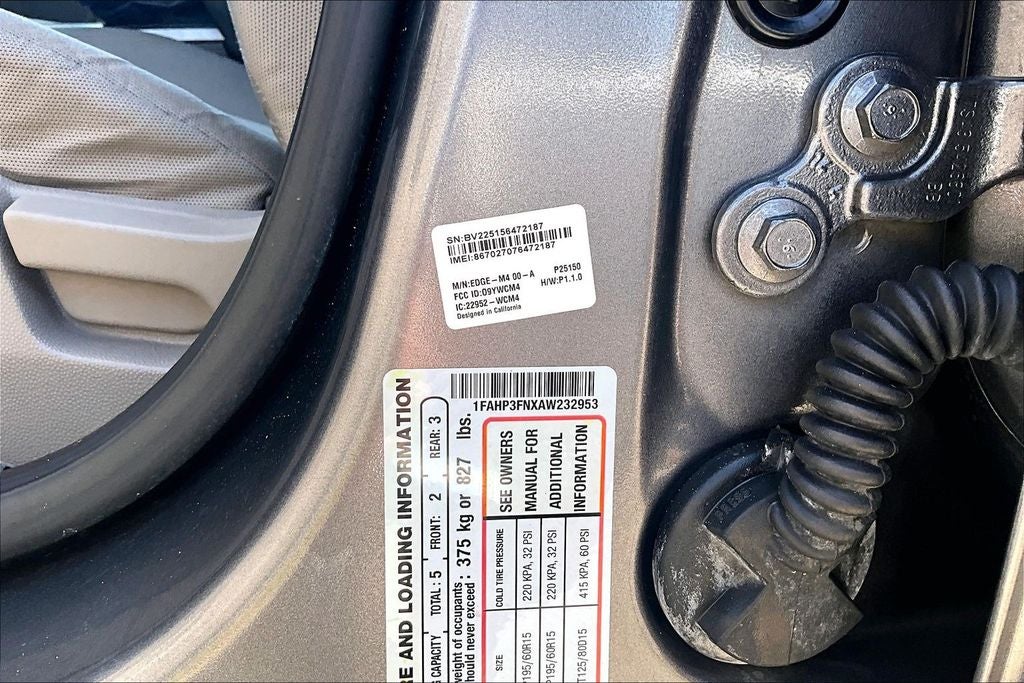 SN:BV225156472187
IMEI:867027076472187
M/N:EDGE-M4 00-A P25150
FCC ID:O9YWCM4 H/W:P1.1.0
IC:22952-WCM4
Designed in California
1FAHP3FNXAW232953
RE AND LOADING INFORMATION
G CAPACITY TOTAL: 5 FRONT: 2 REAR: 3
weight of occupants
hould never exceed: 375 kg or 827 lbs.
SIZE COLD TIRE PRESSURE SEE OWNERS
P195/60R15 220 KPA, 32 PSI MANUAL FOR
P195/60R15 220 KPA, 32 PSI ADDITIONAL
T125/80D15 415 KPA, 60 PSI INFORMATION